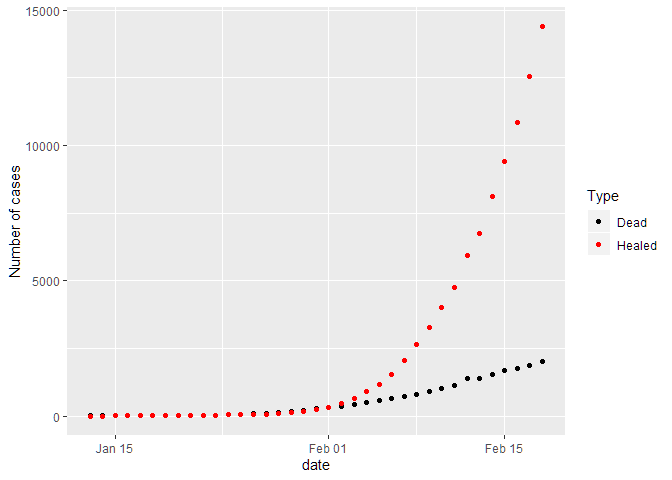 15000
10000
5000
0
Number of cases
Jan 15
Feb 01
Feb 15
date
Type
Dead
Healed